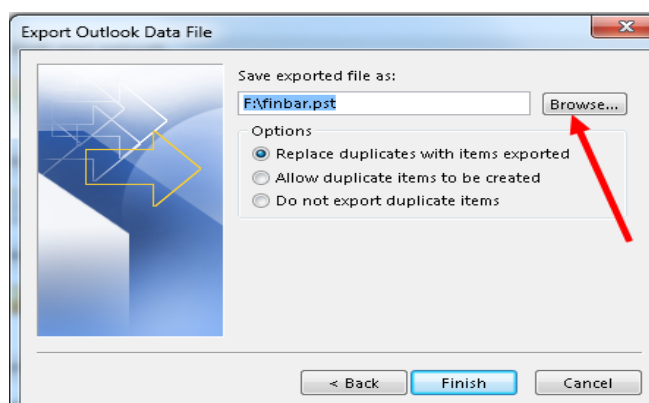 Export Outlook Data File
Save exported file as:
F:\finbar.pst
Browse...
Options
Replace duplicates with items exported
Allow duplicate items to be created
Do not export duplicate items
< Back
Finish
Cancel